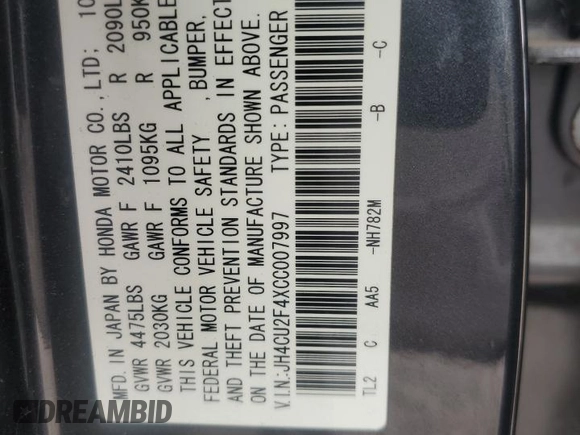 MFD. IN JAPAN BY HONDA MOTOR CO.,LTD; 10
GVWR 4475LBS GAWR F 2410LBS R 2090L
GVWR 2030KG GAWR F 1095KG R 950K
THIS VEHICLE CONFORMS TO ALL APPLICABLE
FEDERAL MOTOR VEHICLE SAFETY , BUMPER,
AND THEFT PREVENTION STANDARDS IN EFFECT
ON THE DATE OF MANUFACTURE SHOWN ABOVE.
V.I.N:JH4CU2F4XCC007997 TYPE: PASSENGER
TL2 C AA5 -NH782M -B -C
DREAMBID